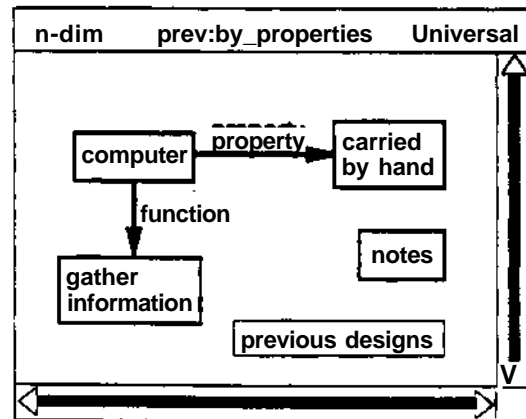 n-dim prev:by_properties Universal
computer
property
carried
by hand
function
gather
information
notes
previous designs